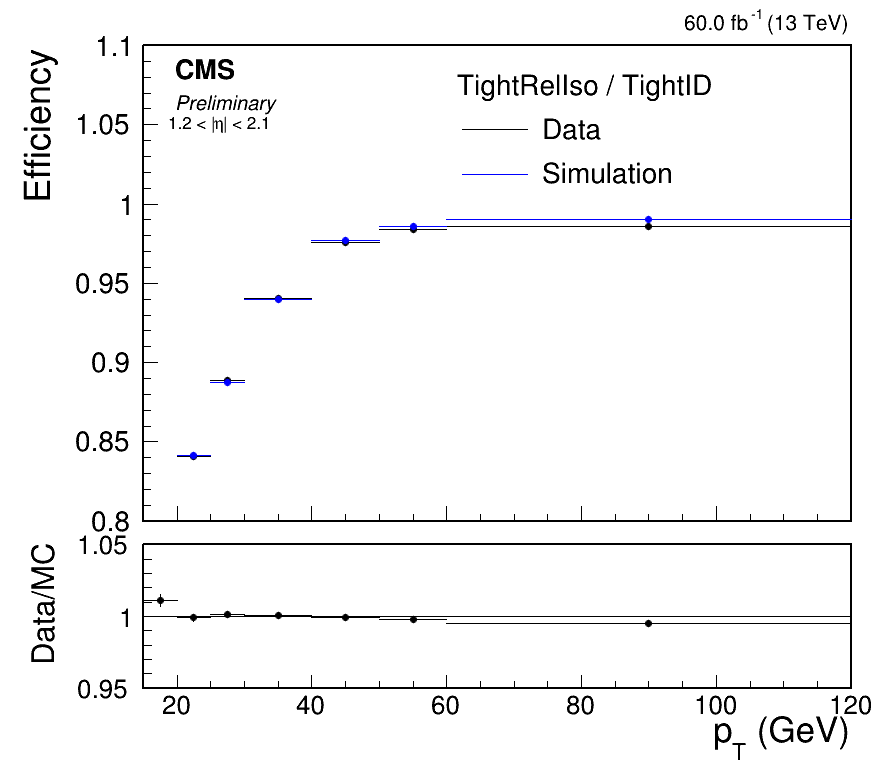 60.0 fb⁻¹ (13 TeV)
CMS
Preliminary
1.2 < |η| < 2.1
TightRelIso / TightID
Data
Simulation
Efficiency
1.1
1.05
1
0.95
0.9
0.85
0.8
Data/MC
1.05
1
0.95
20 40 60 80 100 120
p_T (GeV)